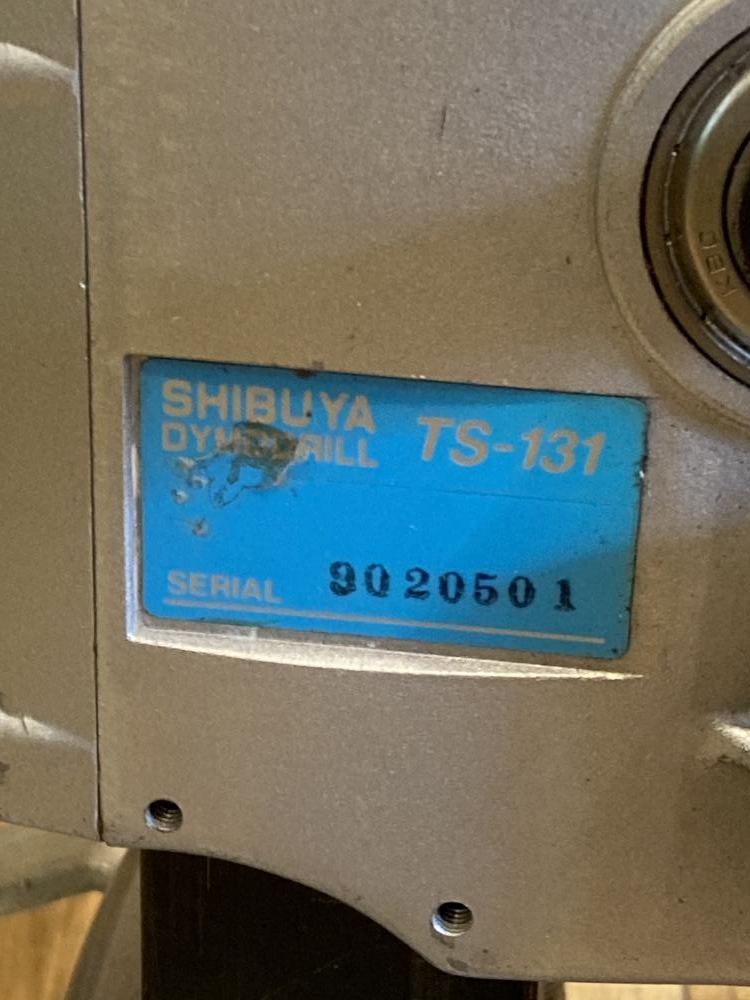 KBC
SHIBUYA
TS-131
SERIAL 9020501